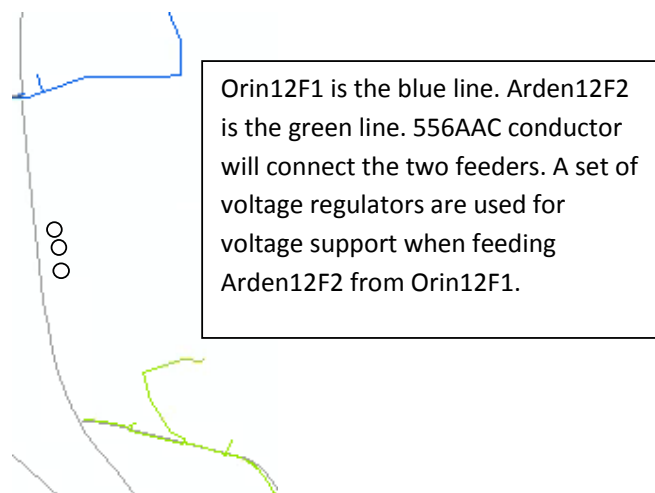 Orin12F1 is the blue line. Arden12F2
is the green line. 556AAC conductor
will connect the two feeders. A set of
voltage regulators are used for
voltage support when feeding
Arden12F2 from Orin12F1.